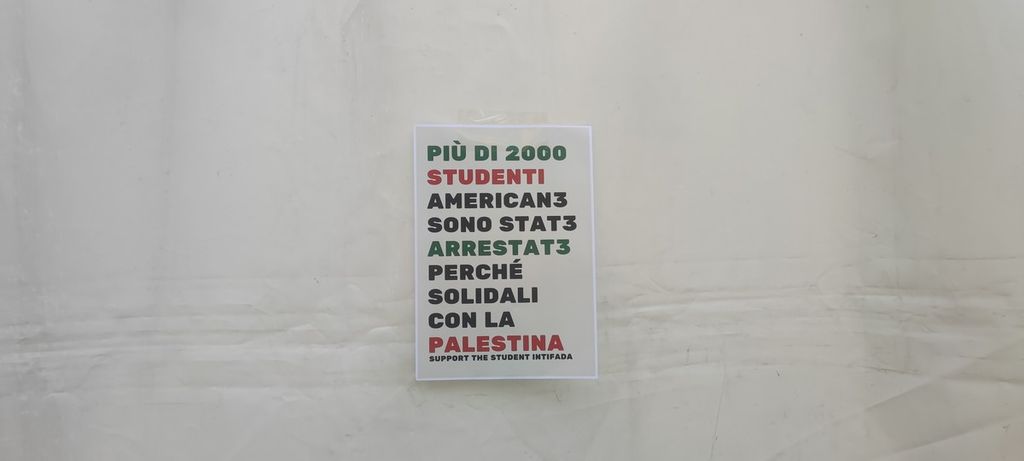 PIÙ DI 2000
STUDENTI
AMERICAN3
SONO STAT3
ARRESTAT3
PERCHÉ
SOLIDALI
CON LA
PALESTINA
SUPPORT THE STUDENT INTIFADA